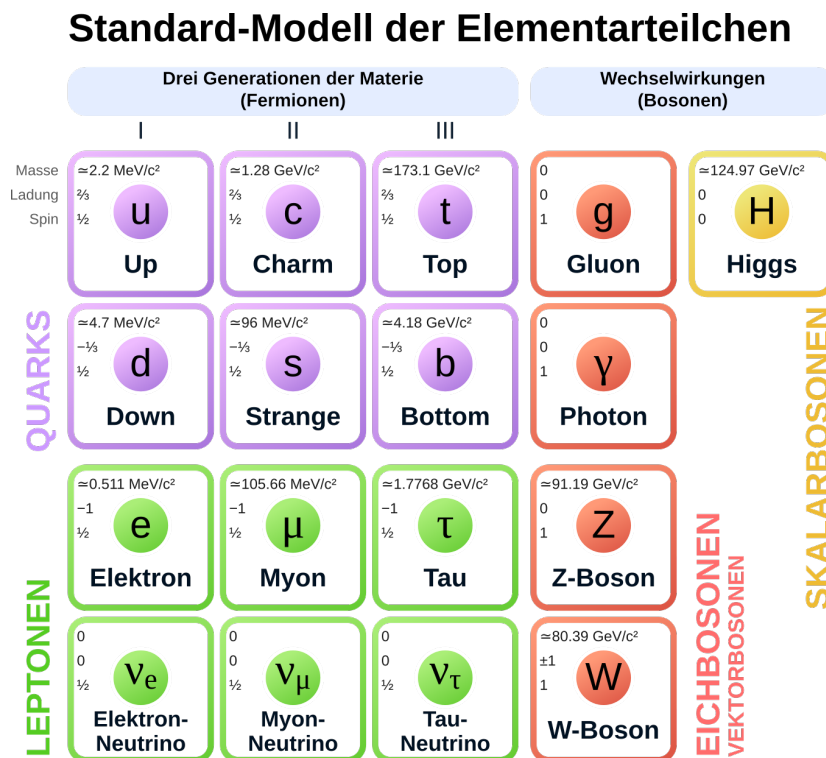 Standard-Modell der Elementarteilchen
Drei Generationen der Materie
(Fermionen)
Wechselwirkungen
(Bosonen)
I
II
III
Masse
Ladung
Spin
≃2.2 MeV/c²
⅔
½
u
Up
≃1.28 GeV/c²
⅔
½
c
Charm
≃173.1 GeV/c²
⅔
½
t
Top
0
0
1
g
Gluon
≃124.97 GeV/c²
0
0
H
Higgs
QUARKS
≃4.7 MeV/c²
−⅓
½
d
Down
≃96 MeV/c²
−⅓
½
s
Strange
≃4.18 GeV/c²
−⅓
½
b
Bottom
0
0
1
γ
Photon
SKALARBOSONEN
LEPTONEN
≃0.511 MeV/c²
−1
½
e
Elektron
≃105.66 MeV/c²
−1
½
μ
Myon
≃1.7768 GeV/c²
−1
½
τ
Tau
≃91.19 GeV/c²
0
1
Z
Z-Boson
EICHBOSONEN
VEKTORBOSONEN
0
0
½
νe
Elektron-
Neutrino
0
0
½
νμ
Myon-
Neutrino
0
0
½
ντ
Tau-
Neutrino
≃80.39 GeV/c²
±1
1
W
W-Boson